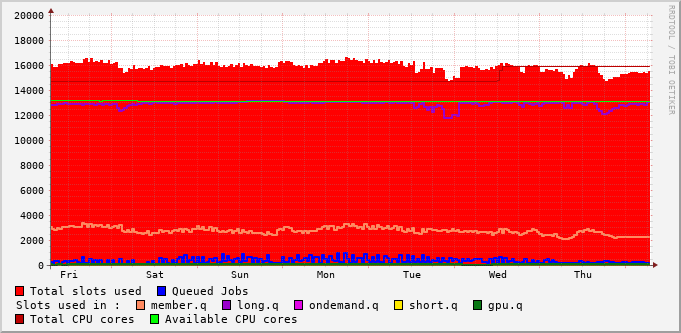 20000
18000
16000
14000
12000
10000
8000
6000
4000
2000
0
Fri Sat Sun Mon Tue Wed Thu
Total slots used Queued Jobs
Slots used in : member.q long.q ondemand.q short.q gpu.q
Total CPU cores Available CPU cores
RRDTOOL / TOBI OETIKER